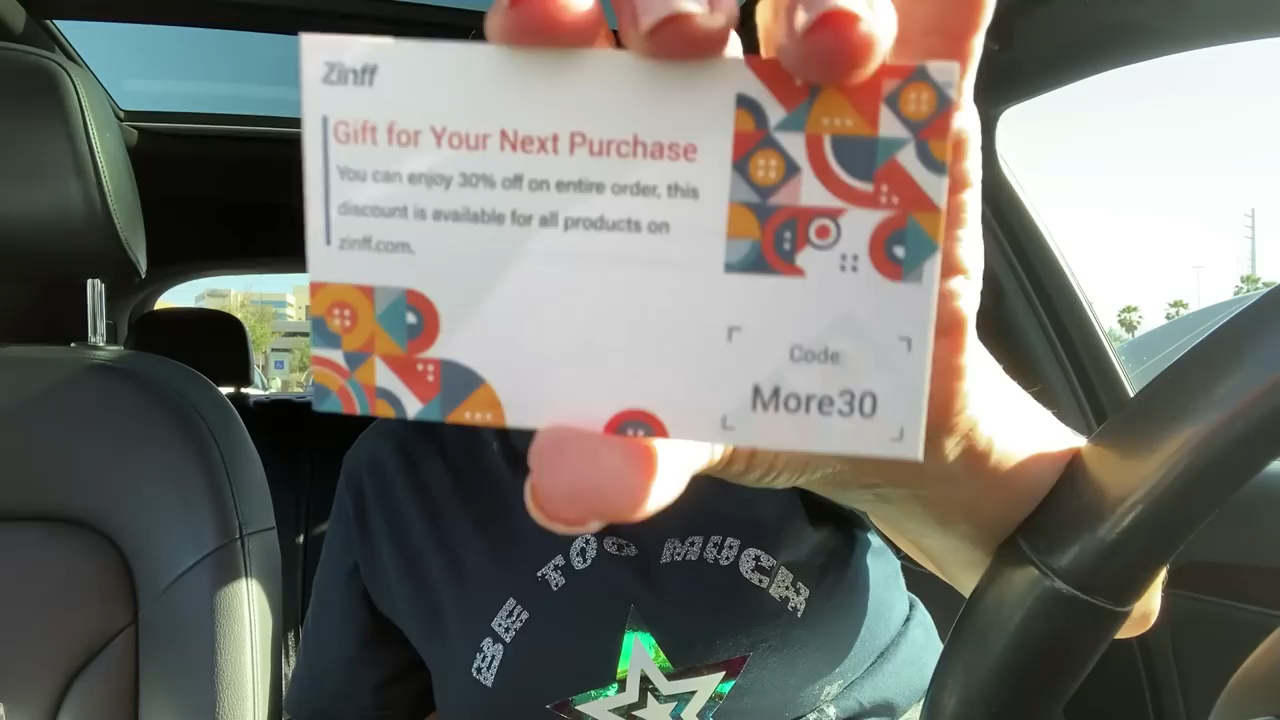 Zinff
Gift for Your Next Purchase
You can enjoy 30% off on entire order, this
discount is available for all products on
zinff.com.
Code
More30
BE TOO MUCH